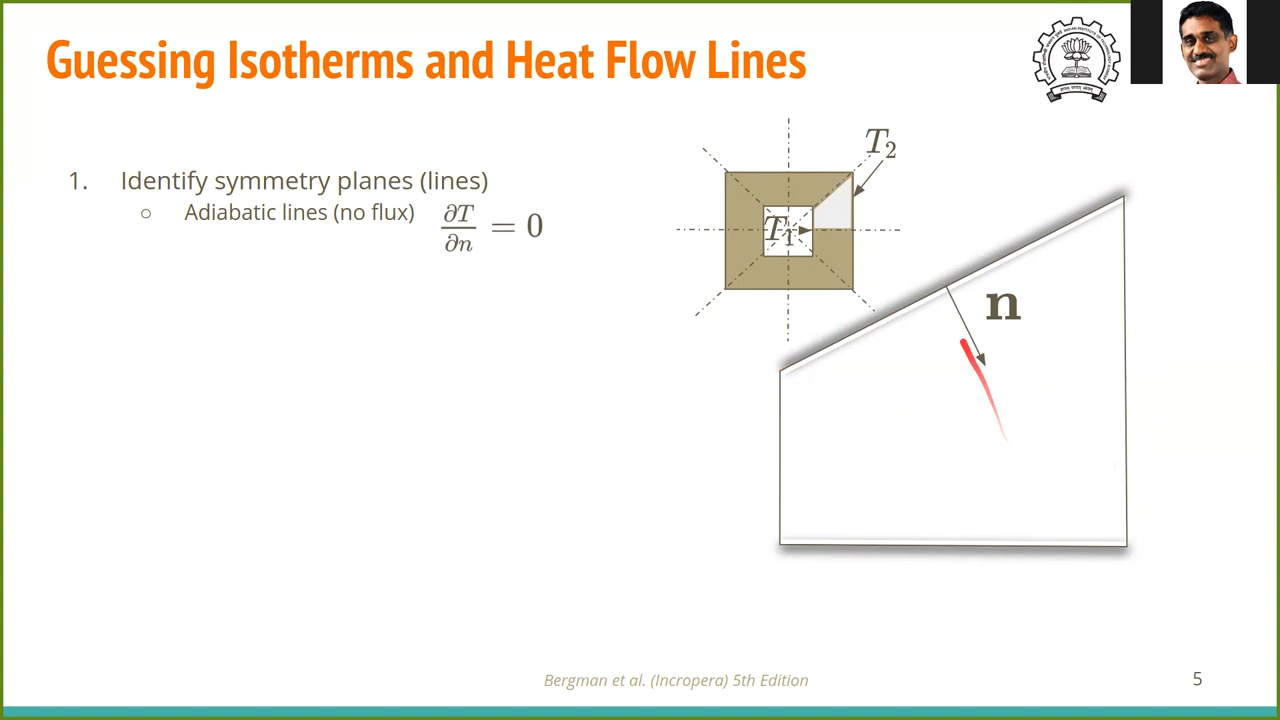 Guessing Isotherms and Heat Flow Lines
1. Identify symmetry planes (lines)
○ Adiabatic lines (no flux) ∂T/∂n = 0
T₂
T₁
n
Bergman et al. (Incropera) 5th Edition
5